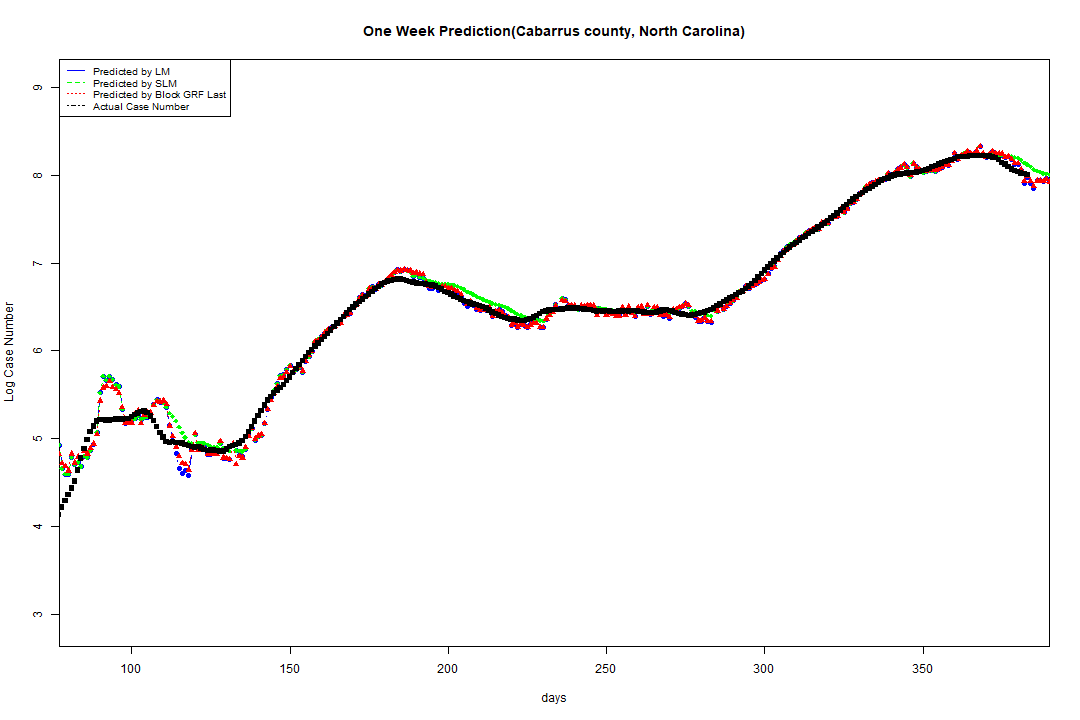 One Week Prediction(Cabarrus county, North Carolina)
Predicted by LM
Predicted by SLM
Predicted by Block GRF Last
Actual Case Number
9
8
7
6
5
4
3
Log Case Number
100 150 200 250 300 350
days